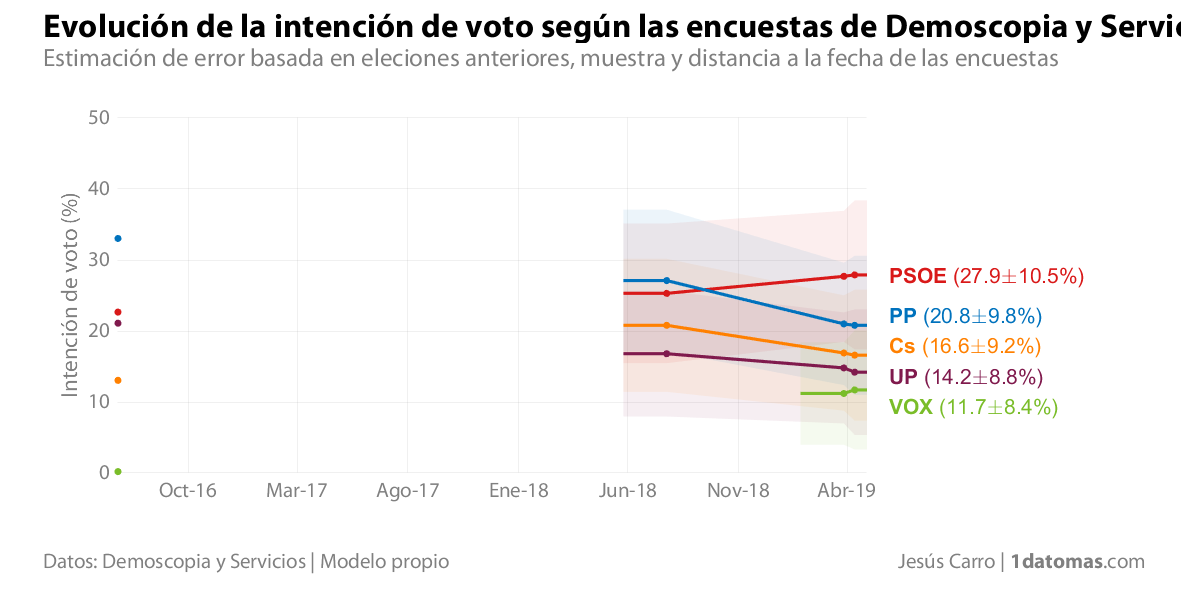 Evolución de la intención de voto según las encuestas de Demoscopia y Servic
Estimación de error basada en eleciones anteriores, muestra y distancia a la fecha de las encuestas
Intención de voto (%)
50
40
30
20
10
0
Oct-16 Mar-17 Ago-17 Ene-18 Jun-18 Nov-18 Abr-19
PSOE (27.9±10.5%)
PP (20.8±9.8%)
Cs (16.6±9.2%)
UP (14.2±8.8%)
VOX (11.7±8.4%)
Datos: Demoscopia y Servicios | Modelo propio
Jesús Carro | 1datomas.com